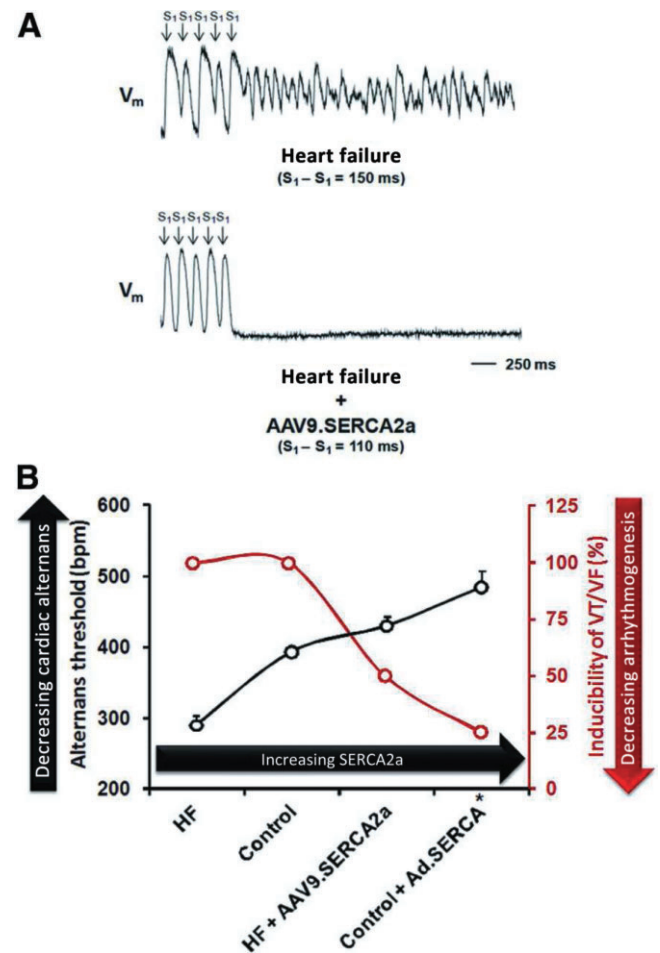 A
S1 S1 S1 S1 S1
Vm
Heart failure
(S1 – S1 = 150 ms)
S1 S1 S1 S1 S1
Vm
250 ms
Heart failure
+
AAV9.SERCA2a
(S1 – S1 = 110 ms)
B
Decreasing cardiac alternans
Alternans threshold (bpm)
600
500
400
300
200
125
100
75
50
25
0
Inducibility of VT/VF (%)
Decreasing arrhythmogenesis
Increasing SERCA2a
HF
Control
HF + AAV9.SERCA2a
Control + Ad.SERCA*